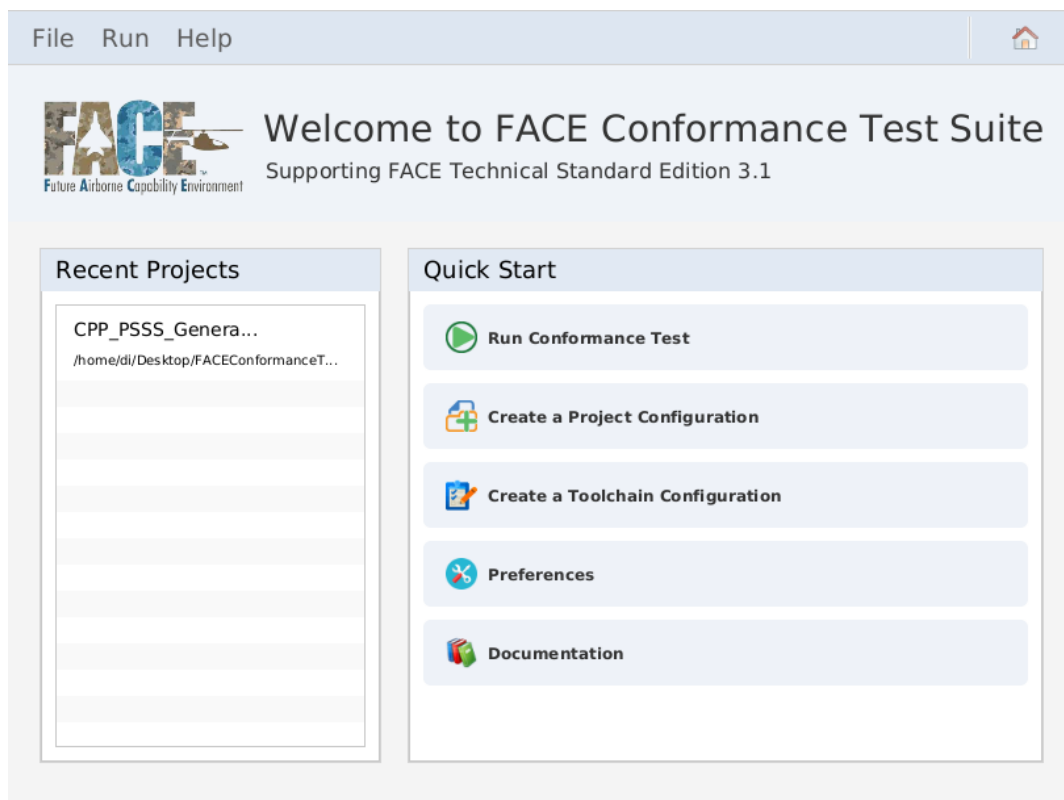 File Run Help
FACE™
Future Airborne Capability Environment
Welcome to FACE Conformance Test Suite
Supporting FACE Technical Standard Edition 3.1
Recent Projects
CPP_PSSS_Genera...
/home/di/Desktop/FACEConformanceT...
Quick Start
Run Conformance Test
Create a Project Configuration
Create a Toolchain Configuration
Preferences
Documentation